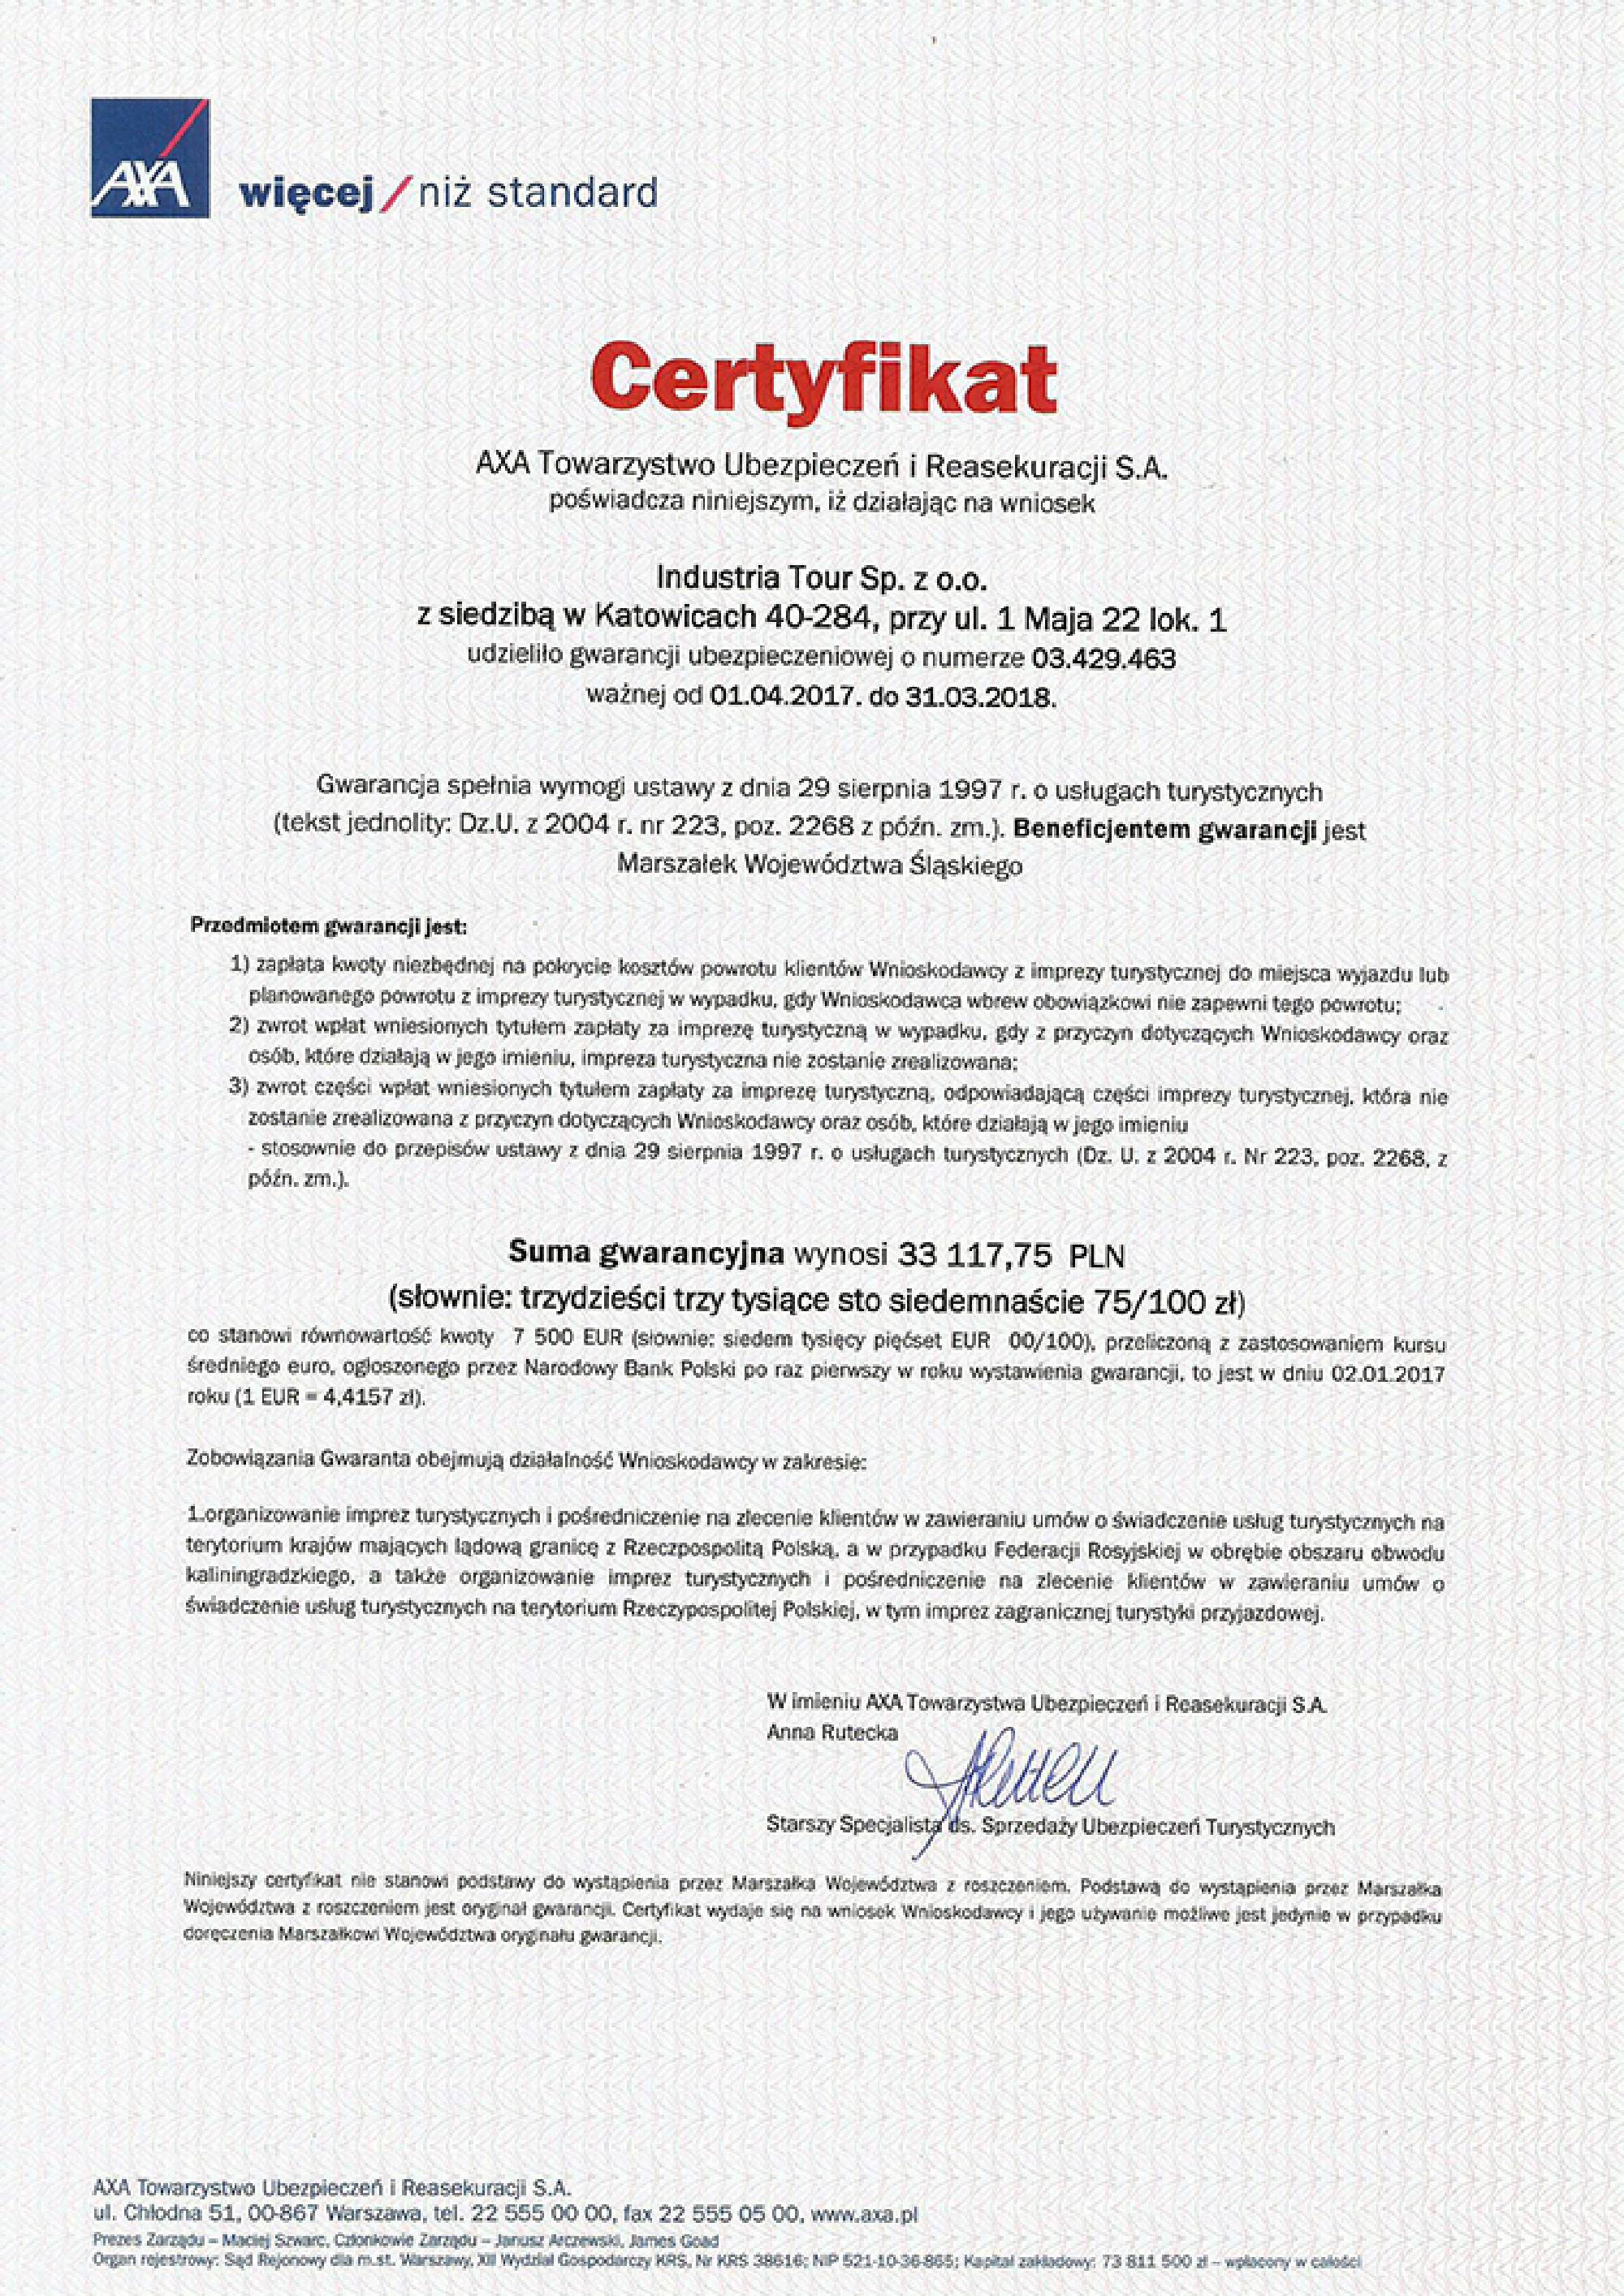 AXA
więcej / niż standard
Certyfikat
AXA Towarzystwo Ubezpieczeń i Reasekuracji S.A.
poświadcza niniejszym, iż działając na wniosek
Industria Tour Sp. z o.o.
z siedzibą w Katowicach 40-284, przy ul. 1 Maja 22 lok. 1
udzieliło gwarancji ubezpieczeniowej o numerze 03.429.463
ważnej od 01.04.2017. do 31.03.2018.
Gwarancja spełnia wymogi ustawy z dnia 29 sierpnia 1997 r. o usługach turystycznych
(tekst jednolity: Dz.U. z 2004 r. nr 223, poz. 2268 z późn. zm.). Beneficjentem gwarancji jest
Marszałek Województwa Śląskiego
Przedmiotem gwarancji jest:
1) zapłata kwoty niezbędnej na pokrycie kosztów powrotu klientów Wnioskodawcy z imprezy turystycznej do miejsca wyjazdu lub
planowanego powrotu z imprezy turystycznej w wypadku, gdy Wnioskodawca wbrew obowiązkowi nie zapewni tego powrotu;
2) zwrot wpłat wniesionych tytułem zapłaty za imprezę turystyczną w wypadku, gdy z przyczyn dotyczących Wnioskodawcy oraz
osób, które działają w jego imieniu, impreza turystyczna nie zostanie zrealizowana;
3) zwrot części wpłat wniesionych tytułem zapłaty za imprezę turystyczną, odpowiadającą części imprezy turystycznej, która nie
zostanie zrealizowana z przyczyn dotyczących Wnioskodawcy oraz osób, które działają w jego imieniu
- stosownie do przepisów ustawy z dnia 29 sierpnia 1997 r. o usługach turystycznych (Dz. U. z 2004 r. Nr 223, poz. 2268, z
późn. zm.).
Suma gwarancyjna wynosi 33 117,75 PLN
(słownie: trzydzieści trzy tysiące sto siedemnaście 75/100 zł)
co stanowi równowartość kwoty 7 500 EUR (słownie: siedem tysięcy pięćset EUR 00/100), przeliczoną z zastosowaniem kursu
średniego euro, ogłoszonego przez Narodowy Bank Polski po raz pierwszy w roku wystawienia gwarancji, to jest w dniu 02.01.2017
roku (1 EUR = 4,4157 zł).
Zobowiązania Gwaranta obejmują działalność Wnioskodawcy w zakresie:
1.organizowanie imprez turystycznych i pośredniczenie na zlecenie klientów w zawieraniu umów o świadczenie usług turystycznych na
terytorium krajów mających lądową granicę z Rzeczpospolitą Polską, a w przypadku Federacji Rosyjskiej w obrębie obszaru obwodu
kaliningradzkiego, a także organizowanie imprez turystycznych i pośredniczenie na zlecenie klientów w zawieraniu umów o
świadczenie usług turystycznych na terytorium Rzeczypospolitej Polskiej, w tym imprez zagranicznej turystyki przyjazdowej.
W imieniu AXA Towarzystwa Ubezpieczeń i Reasekuracji S.A.
Anna Rutecka
Starszy Specjalista ds. Sprzedaży Ubezpieczeń Turystycznych
Niniejszy certyfikat nie stanowi podstawy do wystąpienia przez Marszałka Województwa z roszczeniem. Podstawą do wystąpienia przez Marszałka
Województwa z roszczeniem jest oryginał gwarancji. Certyfikat wydaje się na wniosek Wnioskodawcy i jego używanie możliwe jest jedynie w przypadku
doręczenia Marszałkowi Województwa oryginału gwarancji.
AXA Towarzystwo Ubezpieczeń i Reasekuracji S.A.
ul. Chłodna 51, 00-867 Warszawa, tel. 22 555 00 00, fax 22 555 05 00, www.axa.pl
Prezes Zarządu – Maciej Szwarc, Członkowie Zarządu – Janusz Arczewski, James Goad
Organ rejestrowy: Sąd Rejonowy dla m.st. Warszawy, XII Wydział Gospodarczy KRS, Nr KRS 38616; NIP 521-10-36-865; Kapitał zakładowy: 73 811 500 zł – wpłacony w całości